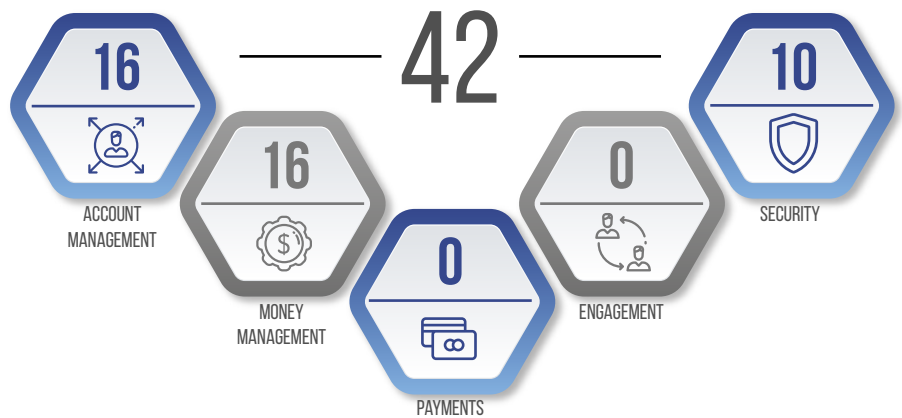 42
16
ACCOUNT
MANAGEMENT
16
$
MONEY
MANAGEMENT
0
PAYMENTS
0
ENGAGEMENT
10
SECURITY